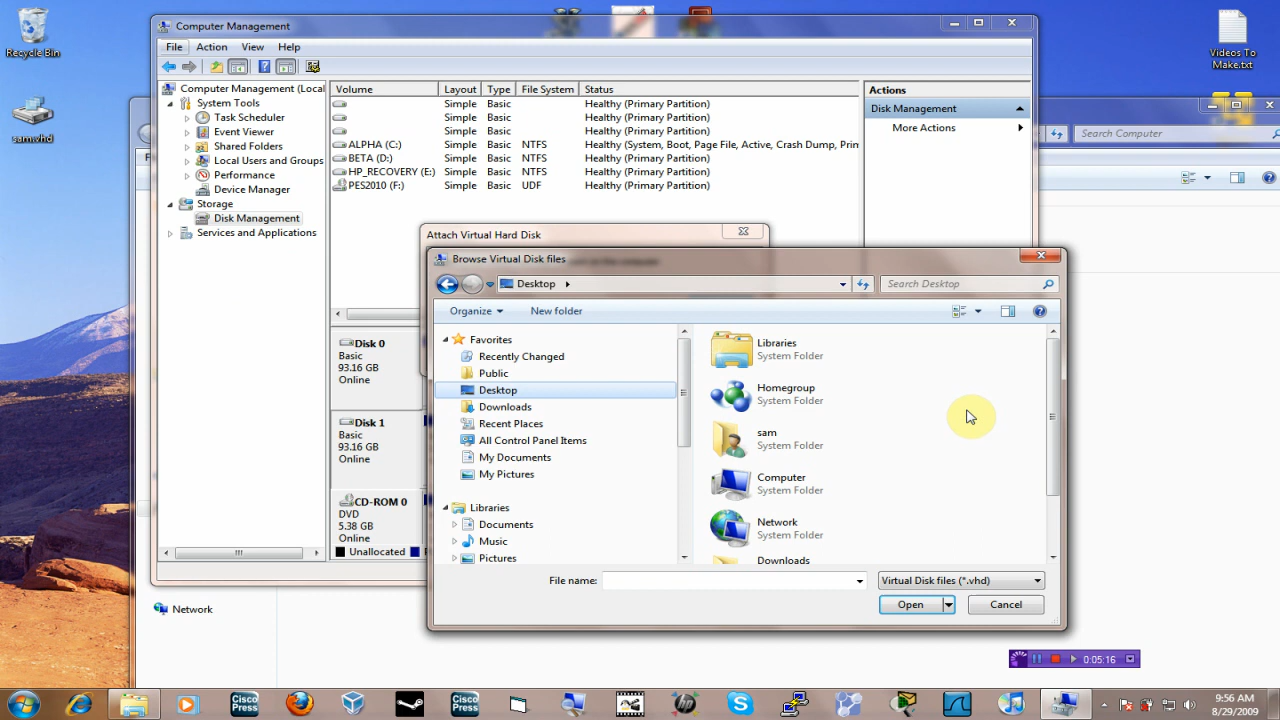 Recycle Bin
sam.vhd
Videos To
Make.txt
Computer Management
File Action View Help
Computer Management (Local
System Tools
Task Scheduler
Event Viewer
Shared Folders
Local Users and Groups
Performance
Device Manager
Storage
Disk Management
Services and Applications
Volume Layout Type File System Status
Simple Basic Healthy (Primary Partition)
Simple Basic Healthy (Primary Partition)
Simple Basic Healthy (Primary Partition)
ALPHA (C:) Simple Basic NTFS Healthy (System, Boot, Page File, Active, Crash Dump, Prim
BETA (D:) Simple Basic NTFS Healthy (Primary Partition)
HP_RECOVERY (E:) Simple Basic NTFS Healthy (Primary Partition)
PES2010 (F:) Simple Basic UDF Healthy (Primary Partition)
Actions
Disk Management
More Actions
Search Computer
Disk 0
Basic
93.16 GB
Online
Disk 1
Basic
93.16 GB
Online
CD-ROM 0
DVD
5.38 GB
Online
Unallocated P
Attach Virtual Hard Disk
Browse Virtual Disk files
Desktop
Search Desktop
Organize New folder
Favorites
Recently Changed
Public
Desktop
Downloads
Recent Places
All Control Panel Items
My Documents
My Pictures
Libraries
Documents
Music
Pictures
Libraries
System Folder
Homegroup
System Folder
sam
System Folder
Computer
System Folder
Network
System Folder
Downloads
File name:
Virtual Disk files (*.vhd)
Open Cancel
Network
0:05:16
Cisco
Press
Cisco
Press
9:56 AM
8/29/2009